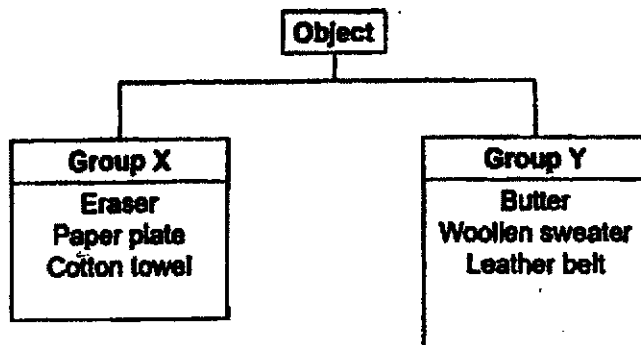 Object
Group X
Eraser
Paper plate
Cotton towel
Group Y
Butter
Woollen sweater
Leather belt